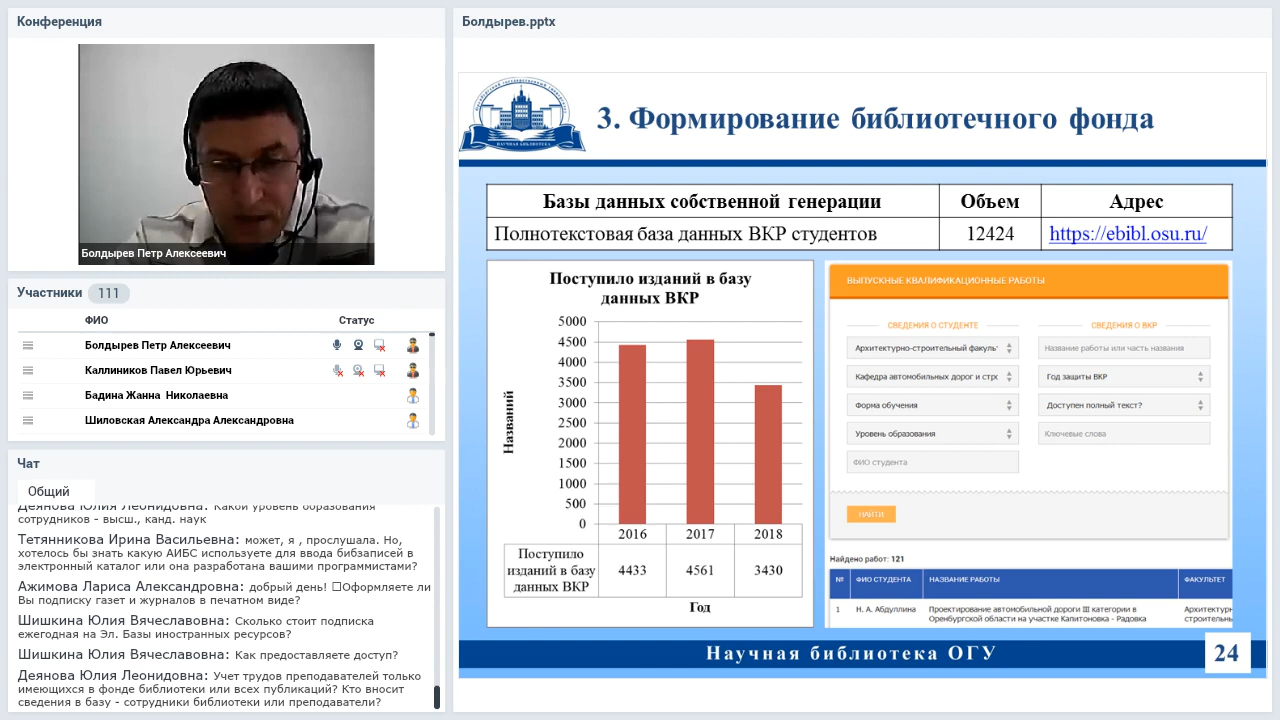 Конференция
Болдырев Петр Алексеевич
Участники 111
ФИО Статус
Болдырев Петр Алексеевич
Каллиников Павел Юрьевич
Бадина Жанна Николаевна
Шиловская Александра Александровна
Чат
Общий
Деянова Юлия Леонидовна: Какой уровень образования
сотрудников - высш., канд. наук
Тетянникова Ирина Васильевна: может, я , прослушала. Но,
хотелось бы знать какую АИБС используете для ввода бибзаписей в
электронный каталог или она разработана вашими программистами?
Ажимова Лариса Александровна: добрый день! Оформляете ли
Вы подписку газет и журналов в печатном виде?
Шишкина Юлия Вячеславовна: Сколько стоит подписка
ежегодная на Эл. Базы иностранных ресурсов?
Шишкина Юлия Вячеславовна: Как предоставляете доступ?
Деянова Юлия Леонидовна: Учет трудов преподавателей только
имеющихся в фонде библиотеки или всех публикаций? Кто вносит
сведения в базу - сотрудники библиотеки или преподаватели?
Болдырев.pptx
НАУЧНАЯ БИБЛИОТЕКА
3. Формирование библиотечного фонда
Базы данных собственной генерации Объем Адрес
Полнотекстовая база данных ВКР студентов 12424 https://ebibl.osu.ru/
Поступило изданий в базу
данных ВКР
5000
4500
4000
3500
3000
2500
2000
1500
1000
500
0
Названий
2016 2017 2018
Поступило
изданий в базу
данных ВКР
4433 4561 3430
Год
ВЫПУСКНЫЕ КВАЛИФИКАЦИОННЫЕ РАБОТЫ
СВЕДЕНИЯ О СТУДЕНТЕ СВЕДЕНИЯ О ВКР
Архитектурно-строительный факуль Название работы или часть названия
Кафедра автомобильных дорог и стро Год защиты ВКР
Форма обучения Доступен полный текст?
Уровень образования Ключевые слова
ФИО студента
НАЙТИ
Найдено работ: 121
№ ФИО СТУДЕНТА НАЗВАНИЕ РАБОТЫ ФАКУЛЬТЕТ
1 Н. А. Абдуллина Проектирование автомобильной дороги III категории в Архитектурн
Оренбургской области на участке Капитоновка - Радовка строительны
Научная библиотека ОГУ
24